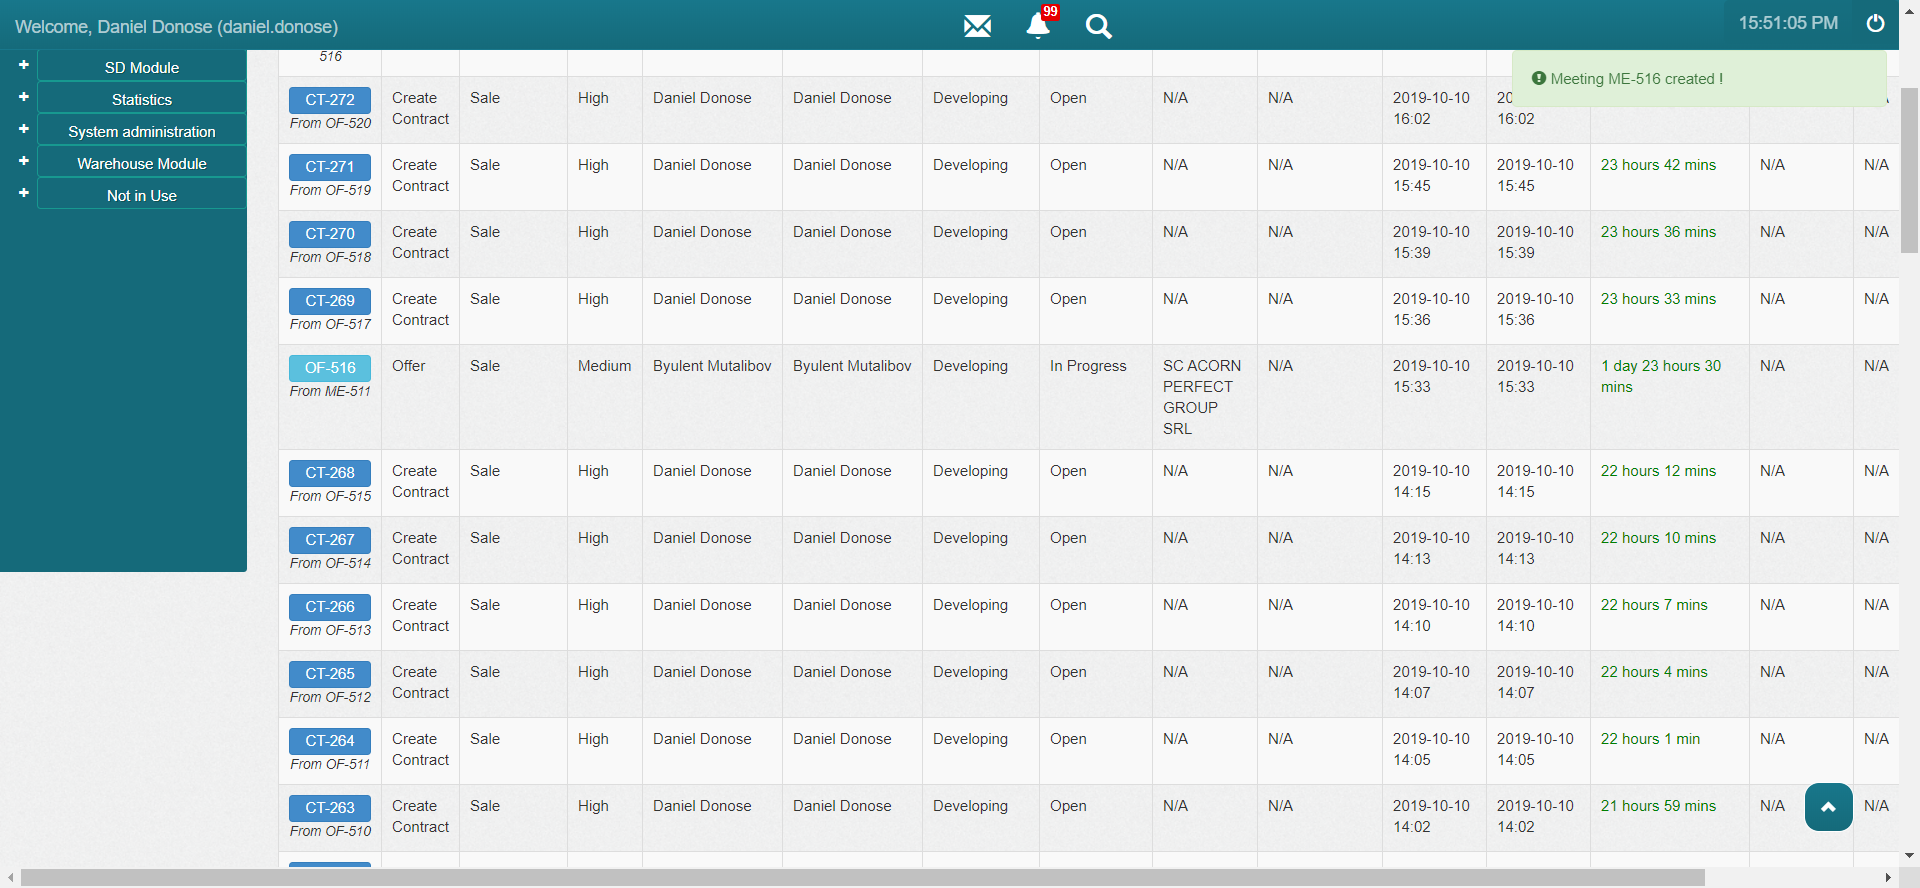 Welcome, Daniel Donose (daniel.donose)
99
15:51:05 PM
SD Module
Statistics
System administration
Warehouse Module
Not in Use
Meeting ME-516 created !
516
CT-272 Create Sale High Daniel Donose Daniel Donose Developing Open N/A N/A 2019-10-10
From OF-520 Contract 16:02 16:02
CT-271 Create Sale High Daniel Donose Daniel Donose Developing Open N/A N/A 2019-10-10 2019-10-10 23 hours 42 mins N/A N/A
From OF-519 Contract 15:45 15:45
CT-270 Create Sale High Daniel Donose Daniel Donose Developing Open N/A N/A 2019-10-10 2019-10-10 23 hours 36 mins N/A N/A
From OF-518 Contract 15:39 15:39
CT-269 Create Sale High Daniel Donose Daniel Donose Developing Open N/A N/A 2019-10-10 2019-10-10 23 hours 33 mins N/A N/A
From OF-517 Contract 15:36 15:36
OF-516 Offer Sale Medium Byulent Mutalibov Byulent Mutalibov Developing In Progress SC ACORN N/A 2019-10-10 2019-10-10 1 day 23 hours 30 N/A N/A
From ME-511 PERFECT 15:33 15:33 mins
GROUP
SRL
CT-268 Create Sale High Daniel Donose Daniel Donose Developing Open N/A N/A 2019-10-10 2019-10-10 22 hours 12 mins N/A N/A
From OF-515 Contract 14:15 14:15
CT-267 Create Sale High Daniel Donose Daniel Donose Developing Open N/A N/A 2019-10-10 2019-10-10 22 hours 10 mins N/A N/A
From OF-514 Contract 14:13 14:13
CT-266 Create Sale High Daniel Donose Daniel Donose Developing Open N/A N/A 2019-10-10 2019-10-10 22 hours 7 mins N/A N/A
From OF-513 Contract 14:10 14:10
CT-265 Create Sale High Daniel Donose Daniel Donose Developing Open N/A N/A 2019-10-10 2019-10-10 22 hours 4 mins N/A N/A
From OF-512 Contract 14:07 14:07
CT-264 Create Sale High Daniel Donose Daniel Donose Developing Open N/A N/A 2019-10-10 2019-10-10 22 hours 1 min N/A N/A
From OF-511 Contract 14:05 14:05
CT-263 Create Sale High Daniel Donose Daniel Donose Developing Open N/A N/A 2019-10-10 2019-10-10 21 hours 59 mins N/A N/A
From OF-510 Contract 14:02 14:02